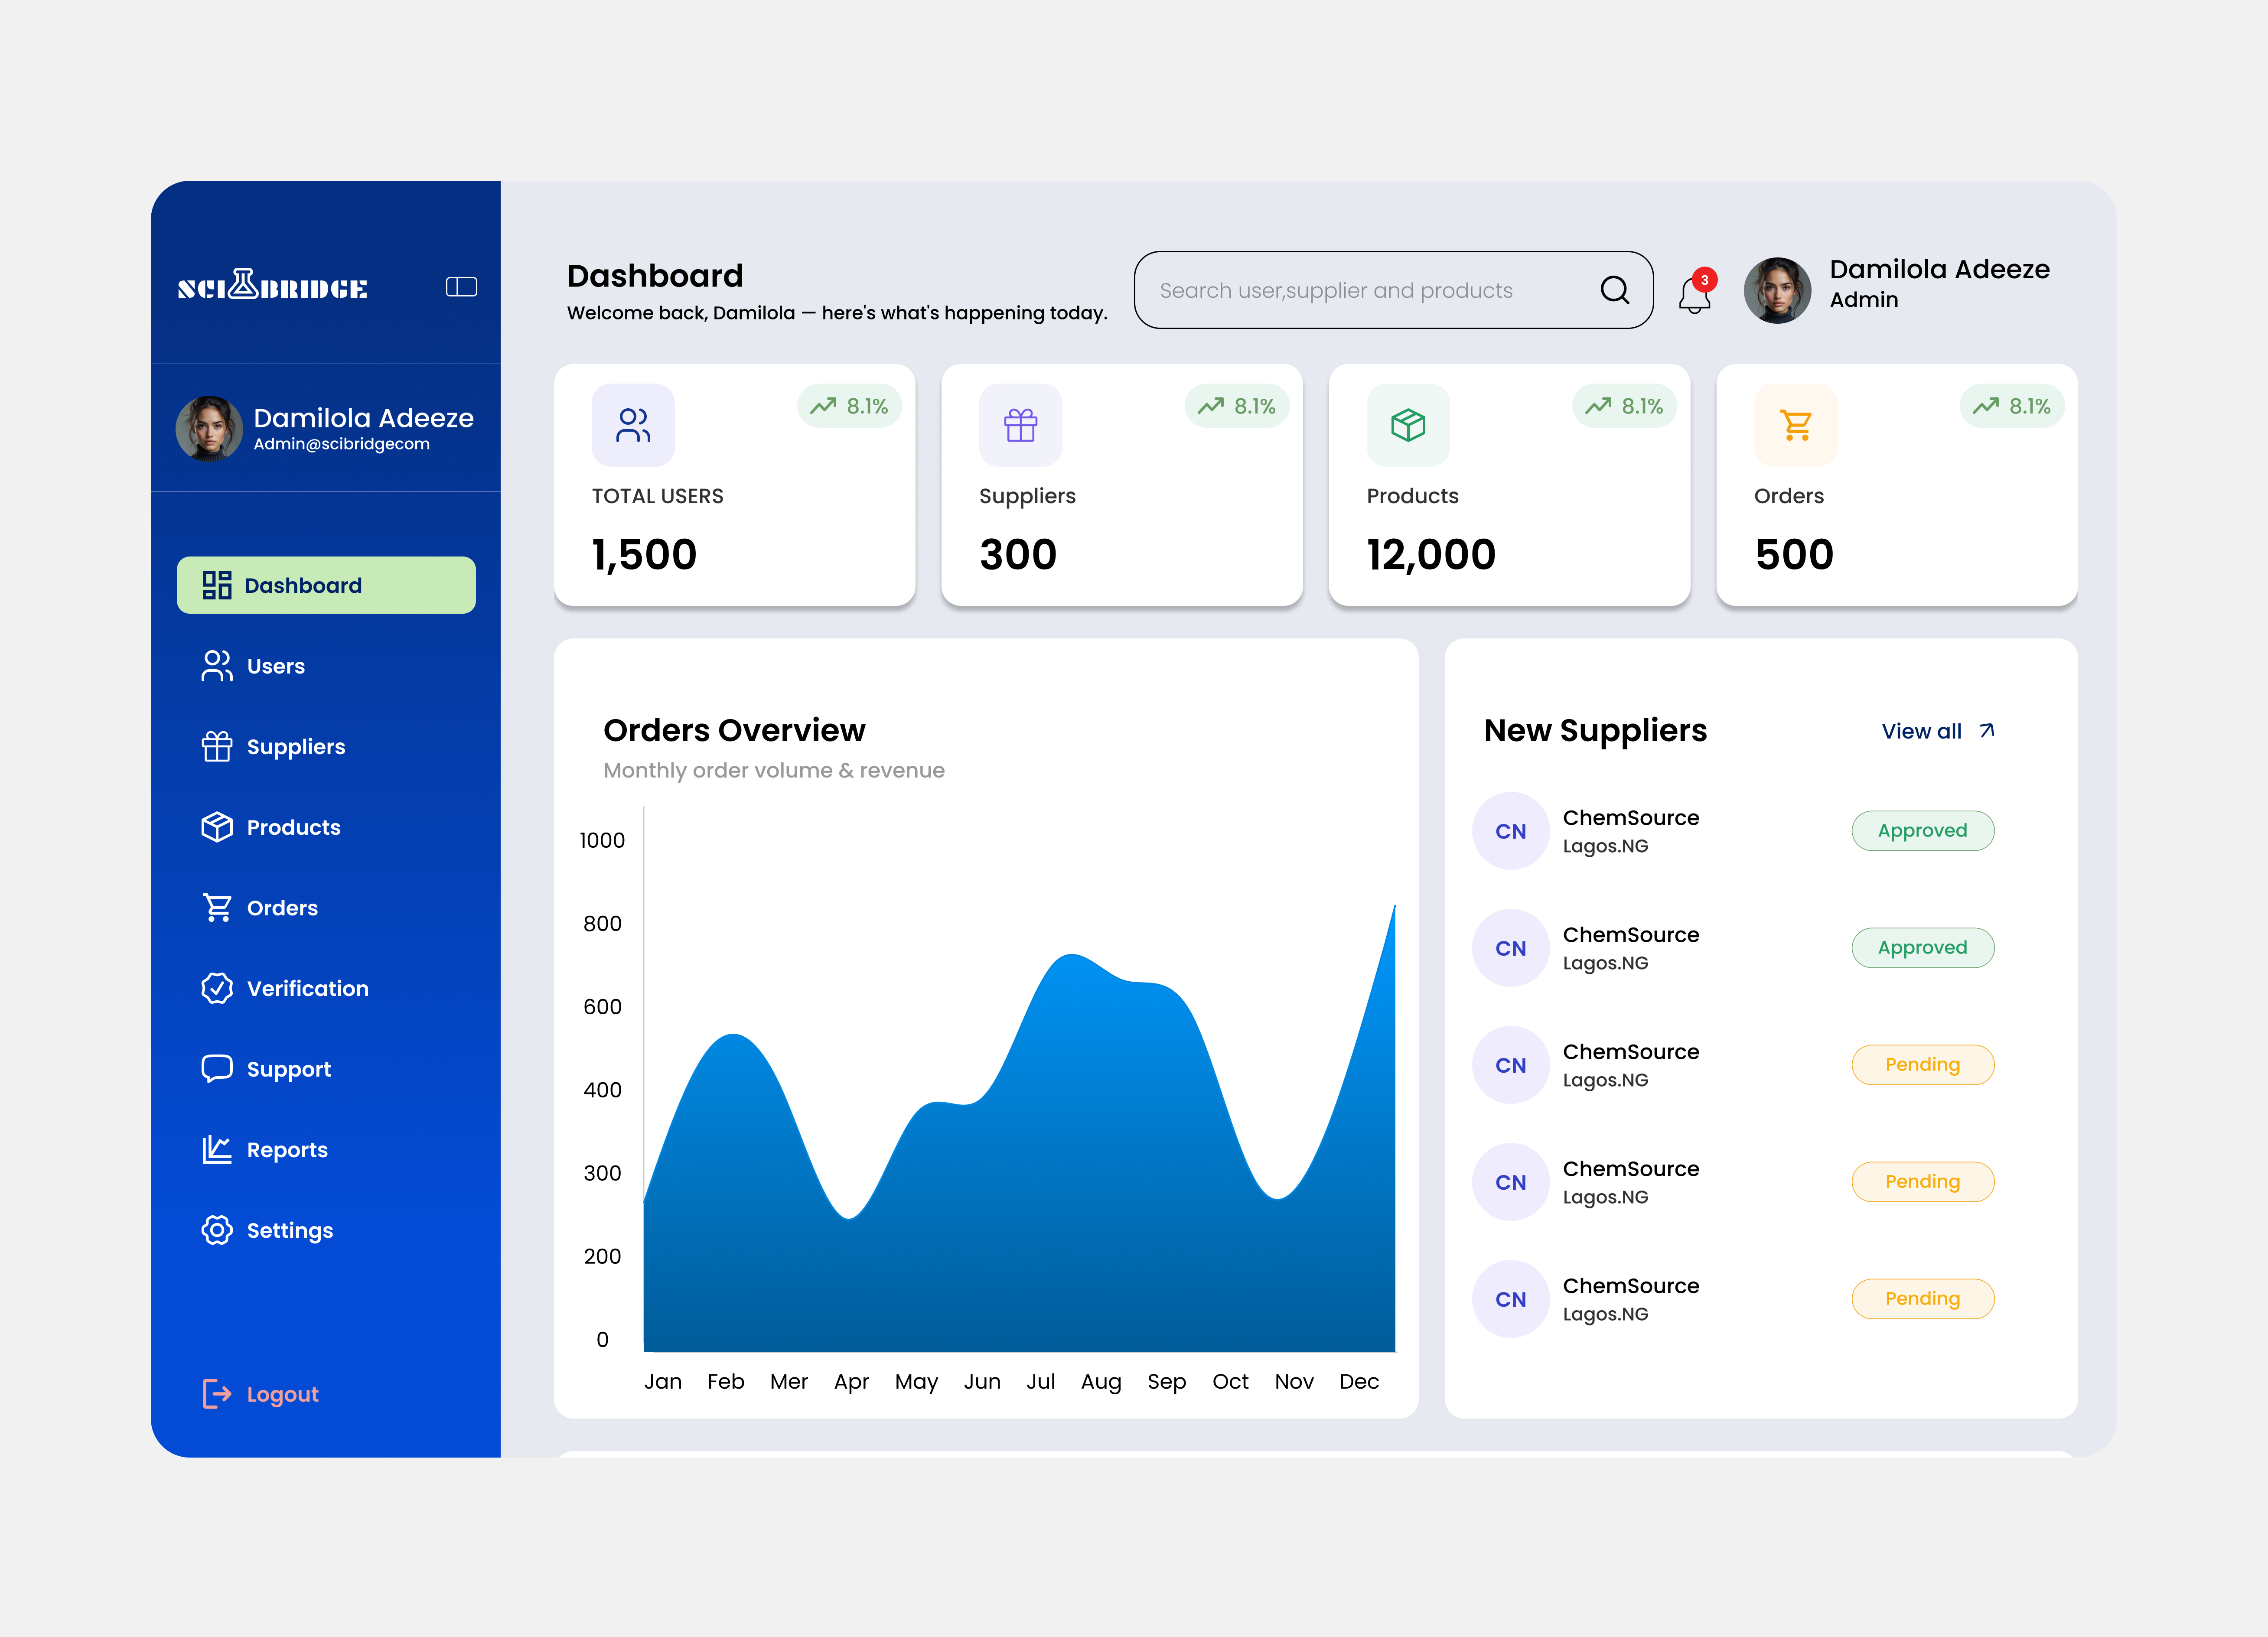 SCI BRIDGE
Damilola Adeeze
Admin@scibridgecom
Dashboard
Users
Suppliers
Products
Orders
Verification
Support
Reports
Settings
Logout
Dashboard
Welcome back, Damilola — here's what's happening today.
Search user,supplier and products
3
Damilola Adeeze
Admin
8.1%
TOTAL USERS
1,500
8.1%
Suppliers
300
8.1%
Products
12,000
8.1%
Orders
500
Orders Overview
Monthly order volume & revenue
1000
800
600
400
300
200
0
Jan Feb Mer Apr May Jun Jul Aug Sep Oct Nov Dec
New Suppliers
View all
CN
ChemSource
Lagos.NG
Approved
CN
ChemSource
Lagos.NG
Approved
CN
ChemSource
Lagos.NG
Pending
CN
ChemSource
Lagos.NG
Pending
CN
ChemSource
Lagos.NG
Pending